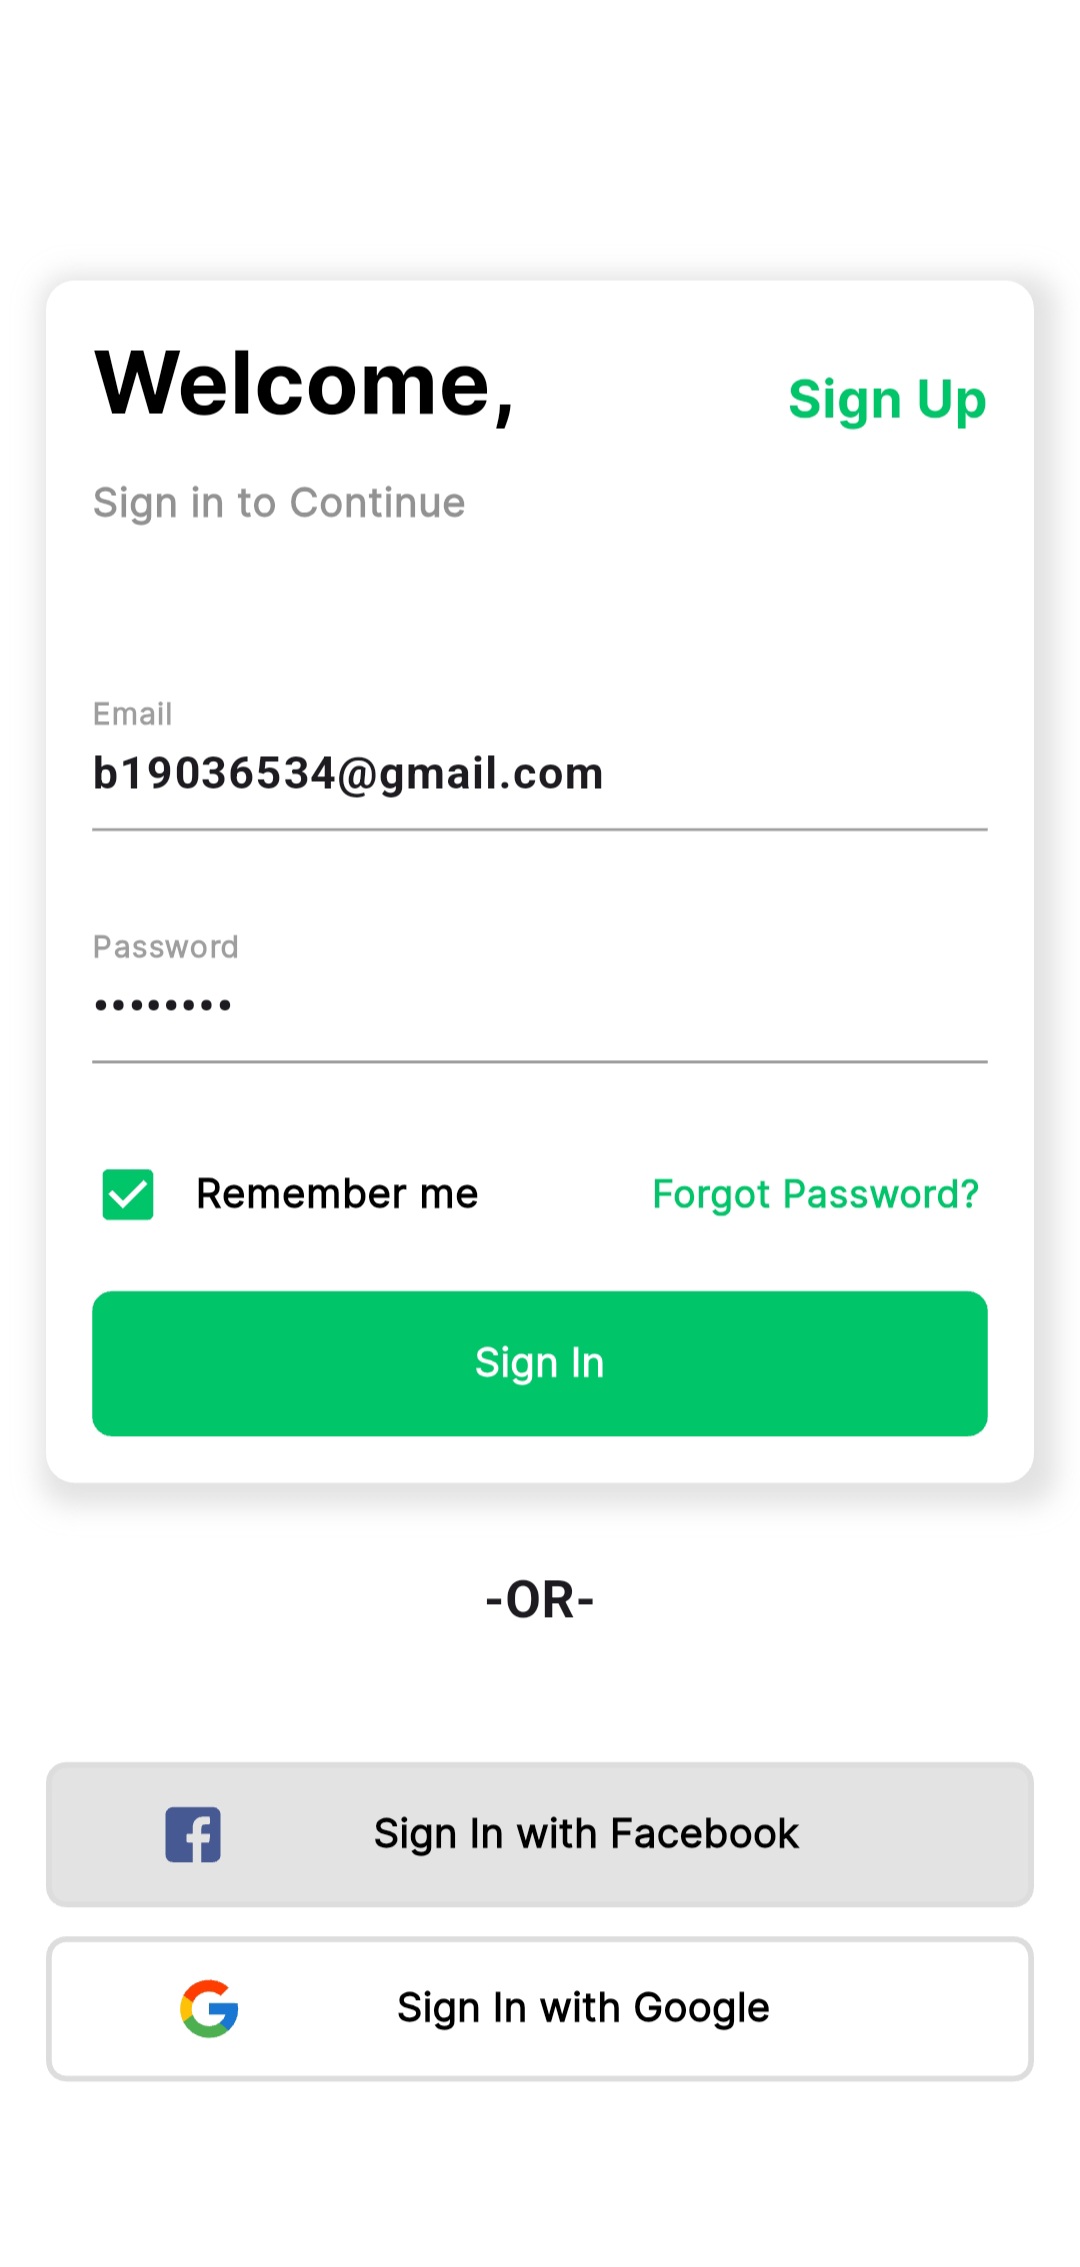 Welcome,
Sign Up
Sign in to Continue
Email
b19036534@gmail.com
Password
••••••••
Remember me
Forgot Password?
Sign In
-OR-
Sign In with Facebook
Sign In with Google